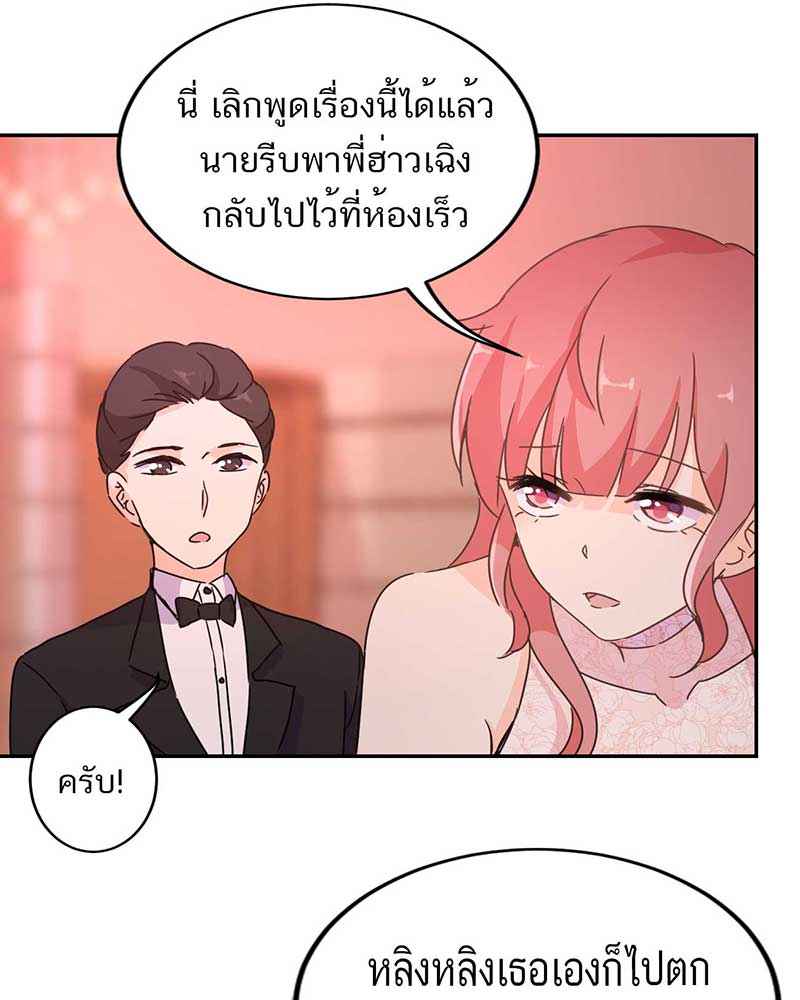 นี่ เลิกพูดเรื่องนี้ได้แล้ว
นายรีบพาพี่ฮ่าวเฉิง
กลับไปไว้ที่ห้องเร็ว
ครับ!
หลิงหลิงเธอเองก็ไปตก